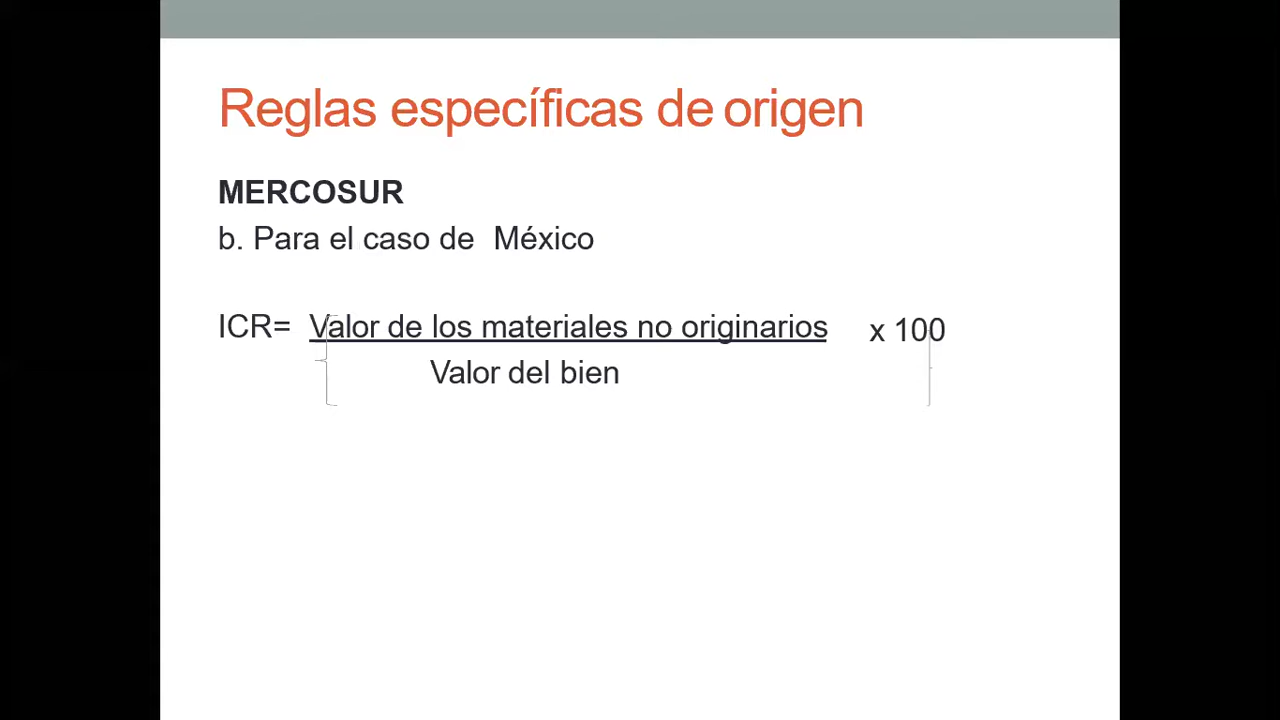 Reglas específicas de origen
MERCOSUR
b. Para el caso de México
ICR= Valor de los materiales no originarios x 100
Valor del bien